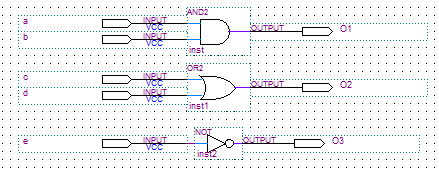 AND2
a INPUT VCC
b INPUT VCC
OUTPUT O1
inst
OR2
c INPUT VCC
d INPUT VCC
OUTPUT O2
inst1
NOT
e INPUT VCC
OUTPUT O3
inst2